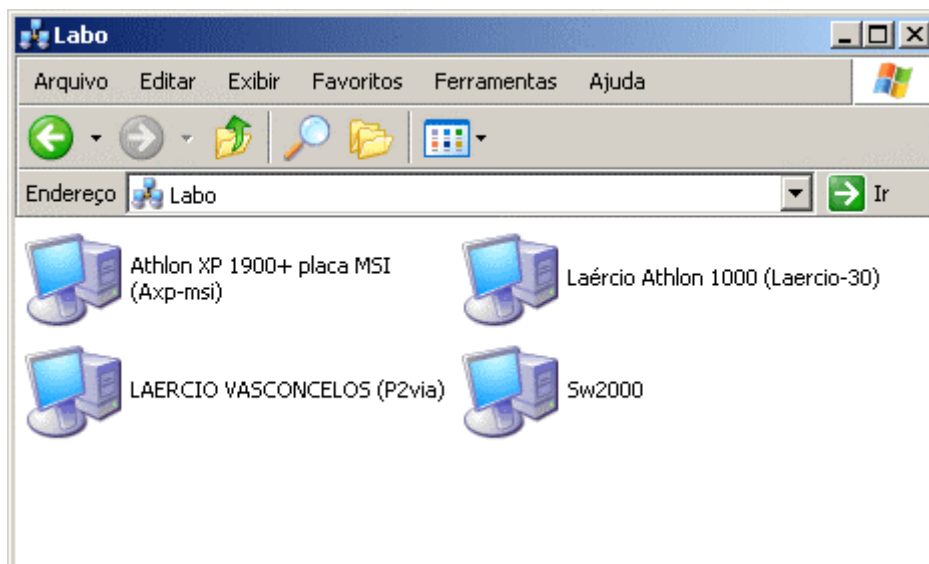 Labo
Arquivo Editar Exibir Favoritos Ferramentas Ajuda
Endereço Labo Ir
Athlon XP 1900+ placa MSI
(Axp-msi)
Laércio Athlon 1000 (Laercio-30)
LAERCIO VASCONCELOS (P2via)
Sw2000